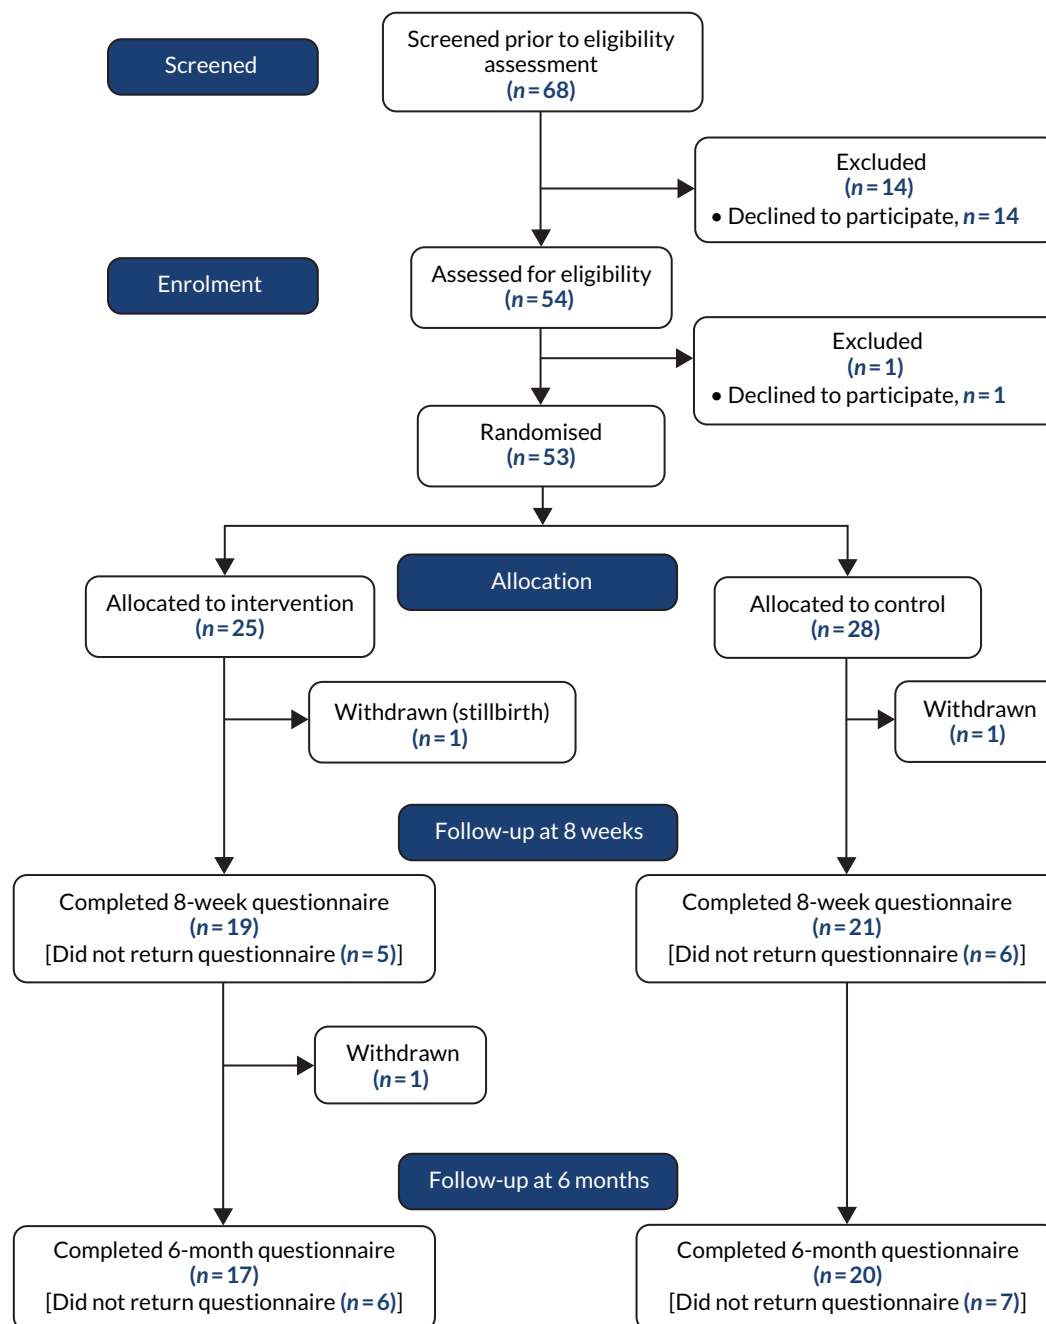 Screened
Screened prior to eligibility
assessment
(n=68)
Excluded
(n=14)
• Declined to participate, n=14
Enrolment
Assessed for eligibility
(n=54)
Excluded
(n=1)
• Declined to participate, n=1
Randomised
(n=53)
Allocation
Allocated to intervention
(n=25)
Allocated to control
(n=28)
Withdrawn (stillbirth)
(n=1)
Withdrawn
(n=1)
Follow-up at 8 weeks
Completed 8-week questionnaire
(n=19)
[Did not return questionnaire (n=5)]
Completed 8-week questionnaire
(n=21)
[Did not return questionnaire (n=6)]
Withdrawn
(n=1)
Follow-up at 6 months
Completed 6-month questionnaire
(n=17)
[Did not return questionnaire (n=6)]
Completed 6-month questionnaire
(n=20)
[Did not return questionnaire (n=7)]